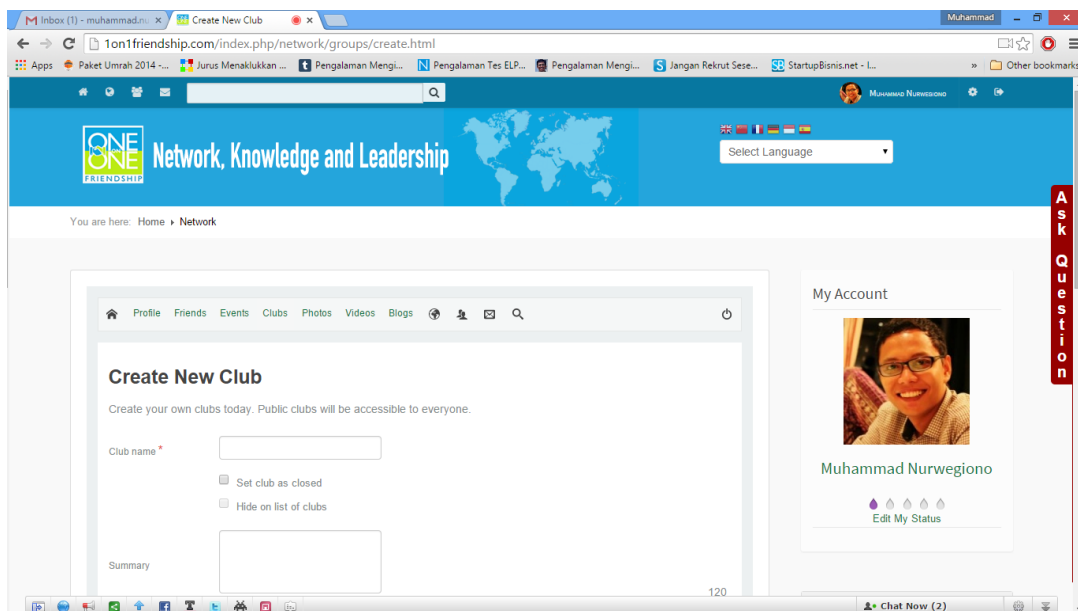 Inbox (1) - muhammad.nu
Create New Club
Muhammad
1on1friendship.com/index.php/network/groups/create.html
Apps
Paket Umrah 2014 -...
Jurus Menaklukkan ...
Pengalaman Mengi...
Pengalaman Tes ELP...
Pengalaman Mengi...
Jangan Rekrut Sese...
StartupBisnis.net - I...
»
Other bookmarks
Muhammad Nurwegiono
ONE
ON
ONE
FRIENDSHIP
Network, Knowledge and Leadership
Select Language
Ask Question
You are here: Home Network
Profile Friends Events Clubs Photos Videos Blogs
Create New Club
Create your own clubs today. Public clubs will be accessible to everyone.
Club name *
Set club as closed
Hide on list of clubs
Summary
120
My Account
Muhammad Nurwegiono
Edit My Status
Chat Now (2)